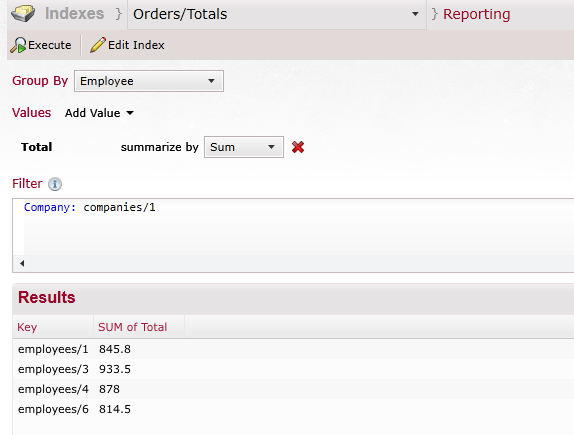 Indexes } Orders/Totals } Reporting
Execute Edit Index
Group By Employee
Values Add Value
Total summarize by Sum
Filter
Company: companies/1
Results
Key SUM of Total
employees/1 845.8
employees/3 933.5
employees/4 878
employees/6 814.5